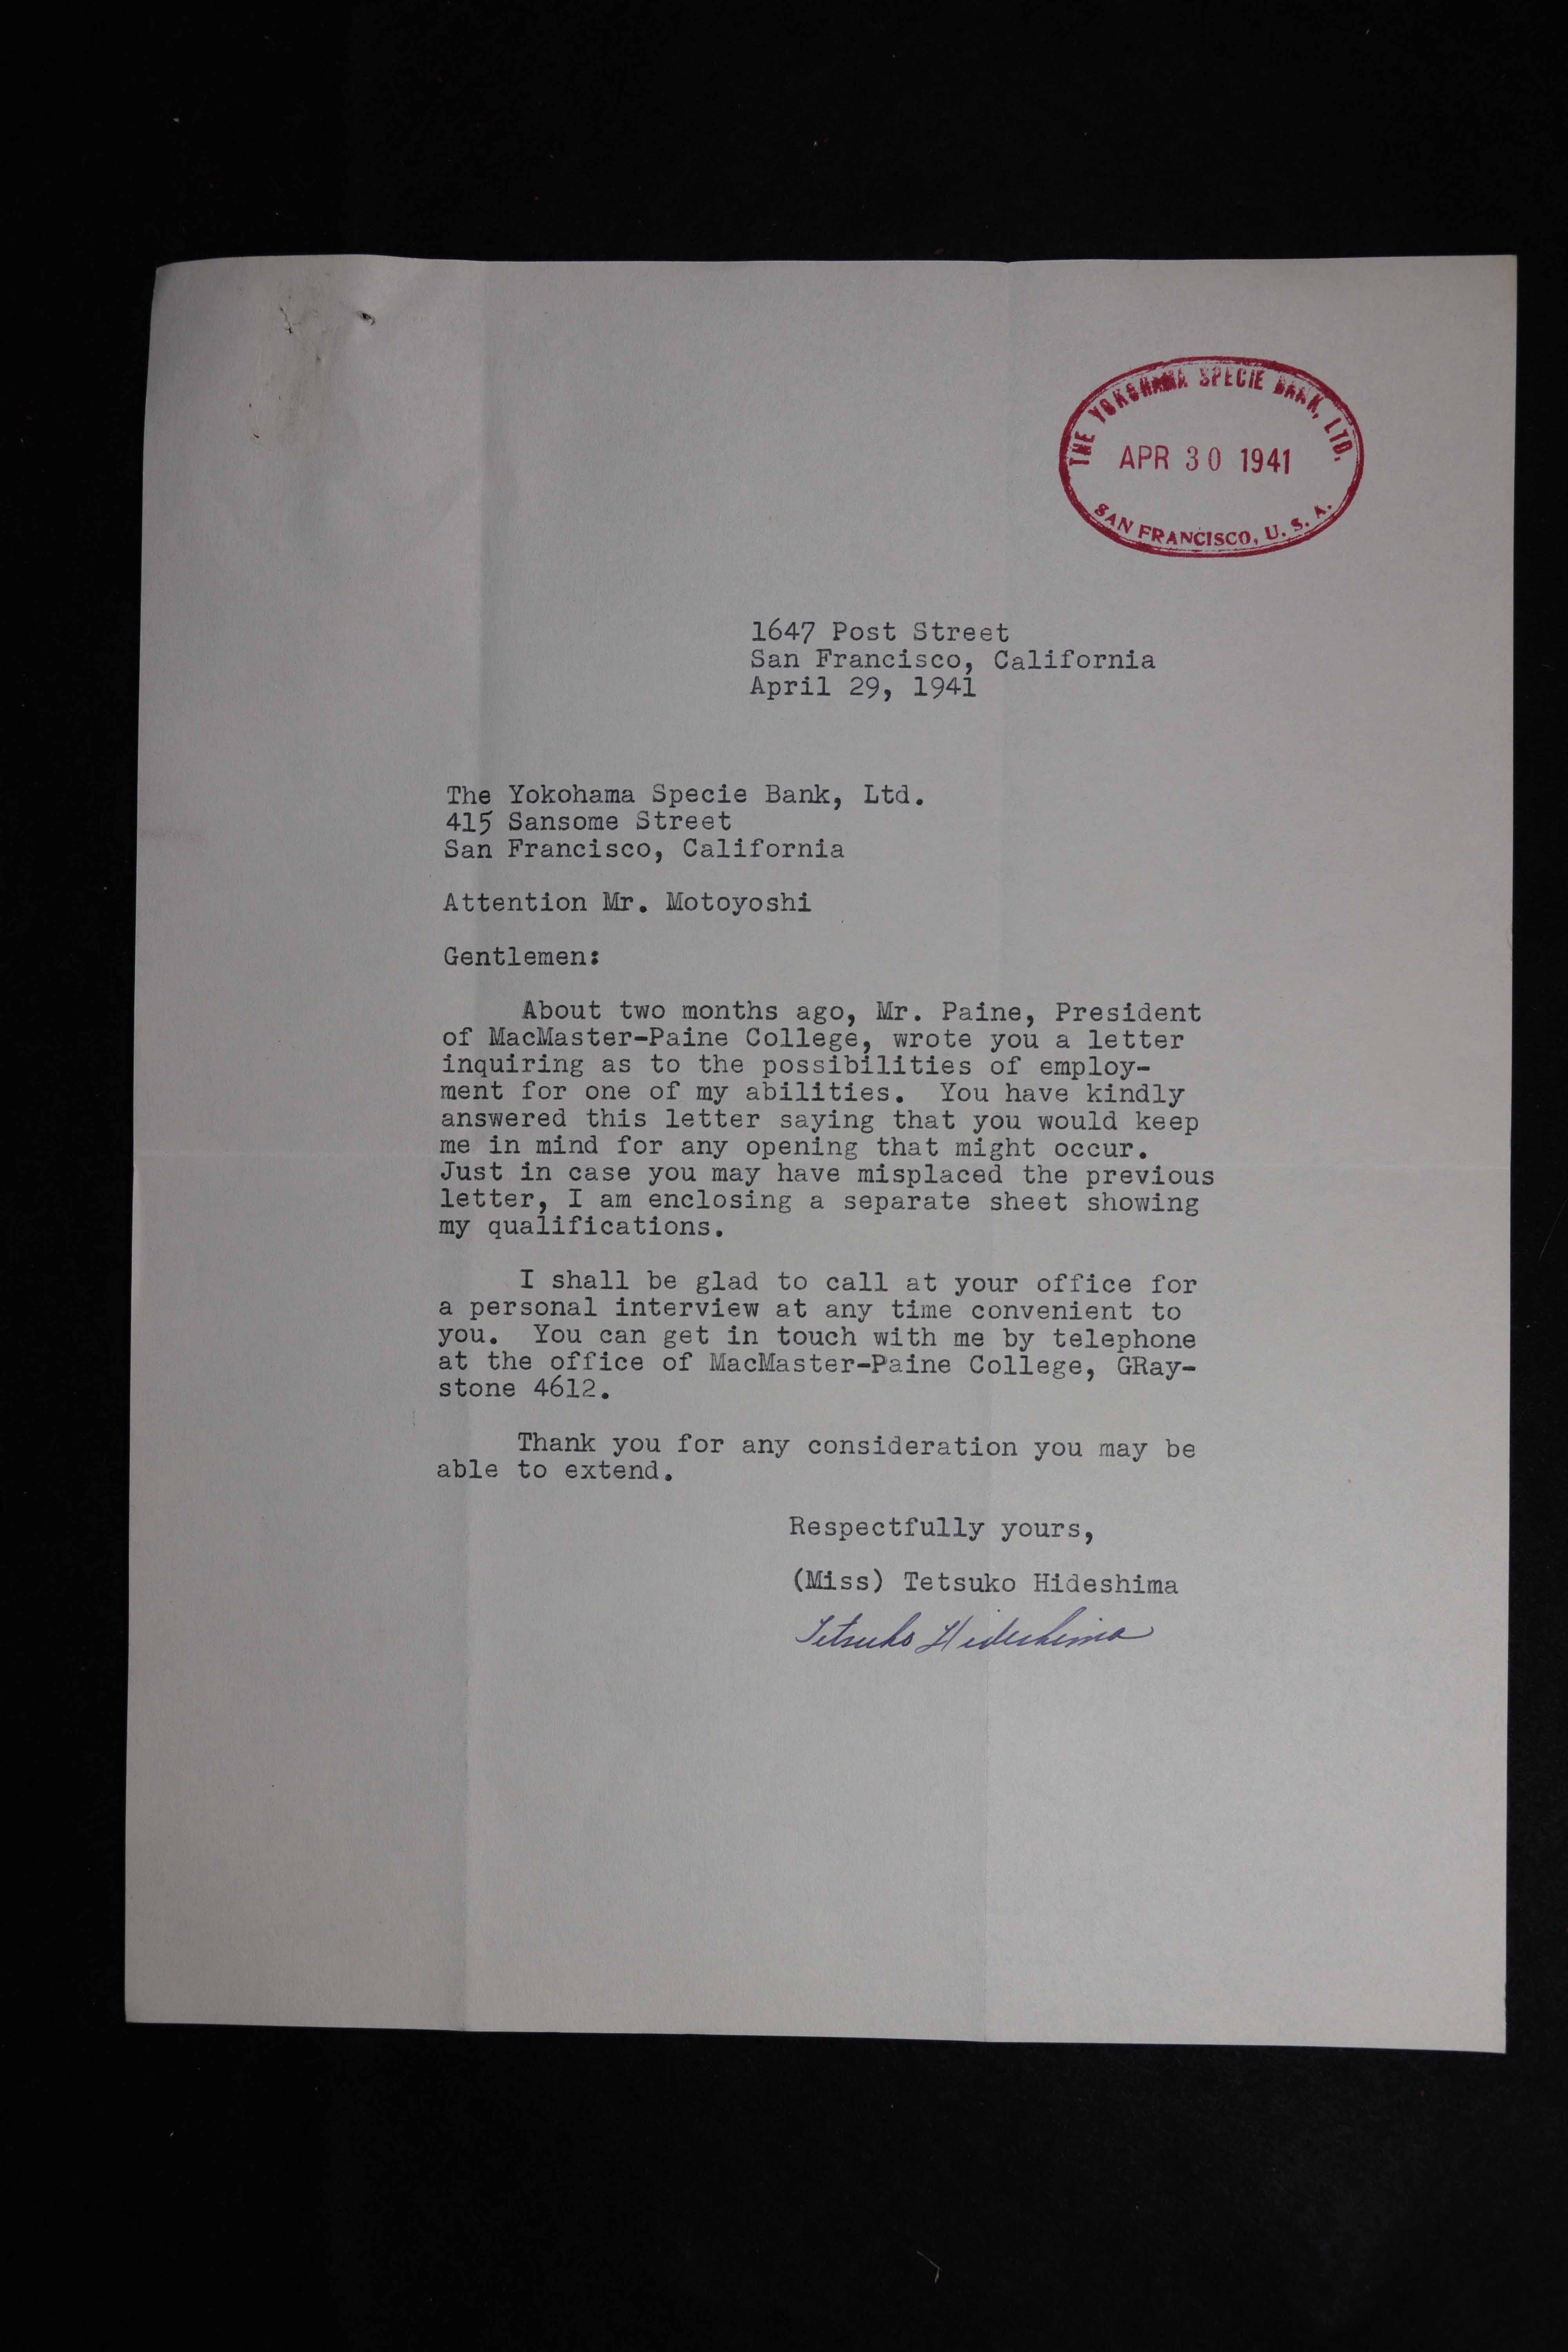 THE YOKOHAMA SPECIE BANK, LTD.
APR 30 1941
SAN FRANCISCO, U. S. A.
1647 Post Street
San Francisco, California
April 29, 1941
The Yokohama Specie Bank, Ltd.
415 Sansome Street
San Francisco, California
Attention Mr. Motoyoshi
Gentlemen:
About two months ago, Mr. Paine, President
of MacMaster-Paine College, wrote you a letter
inquiring as to the possibilities of employ-
ment for one of my abilities. You have kindly
answered this letter saying that you would keep
me in mind for any opening that might occur.
Just in case you may have misplaced the previous
letter, I am enclosing a separate sheet showing
my qualifications.
I shall be glad to call at your office for
a personal interview at any time convenient to
you. You can get in touch with me by telephone
at the office of MacMaster-Paine College, GRay-
stone 4612.
Thank you for any consideration you may be
able to extend.
Respectfully yours,
(Miss) Tetsuko Hideshima
Tetsuko Hideshima